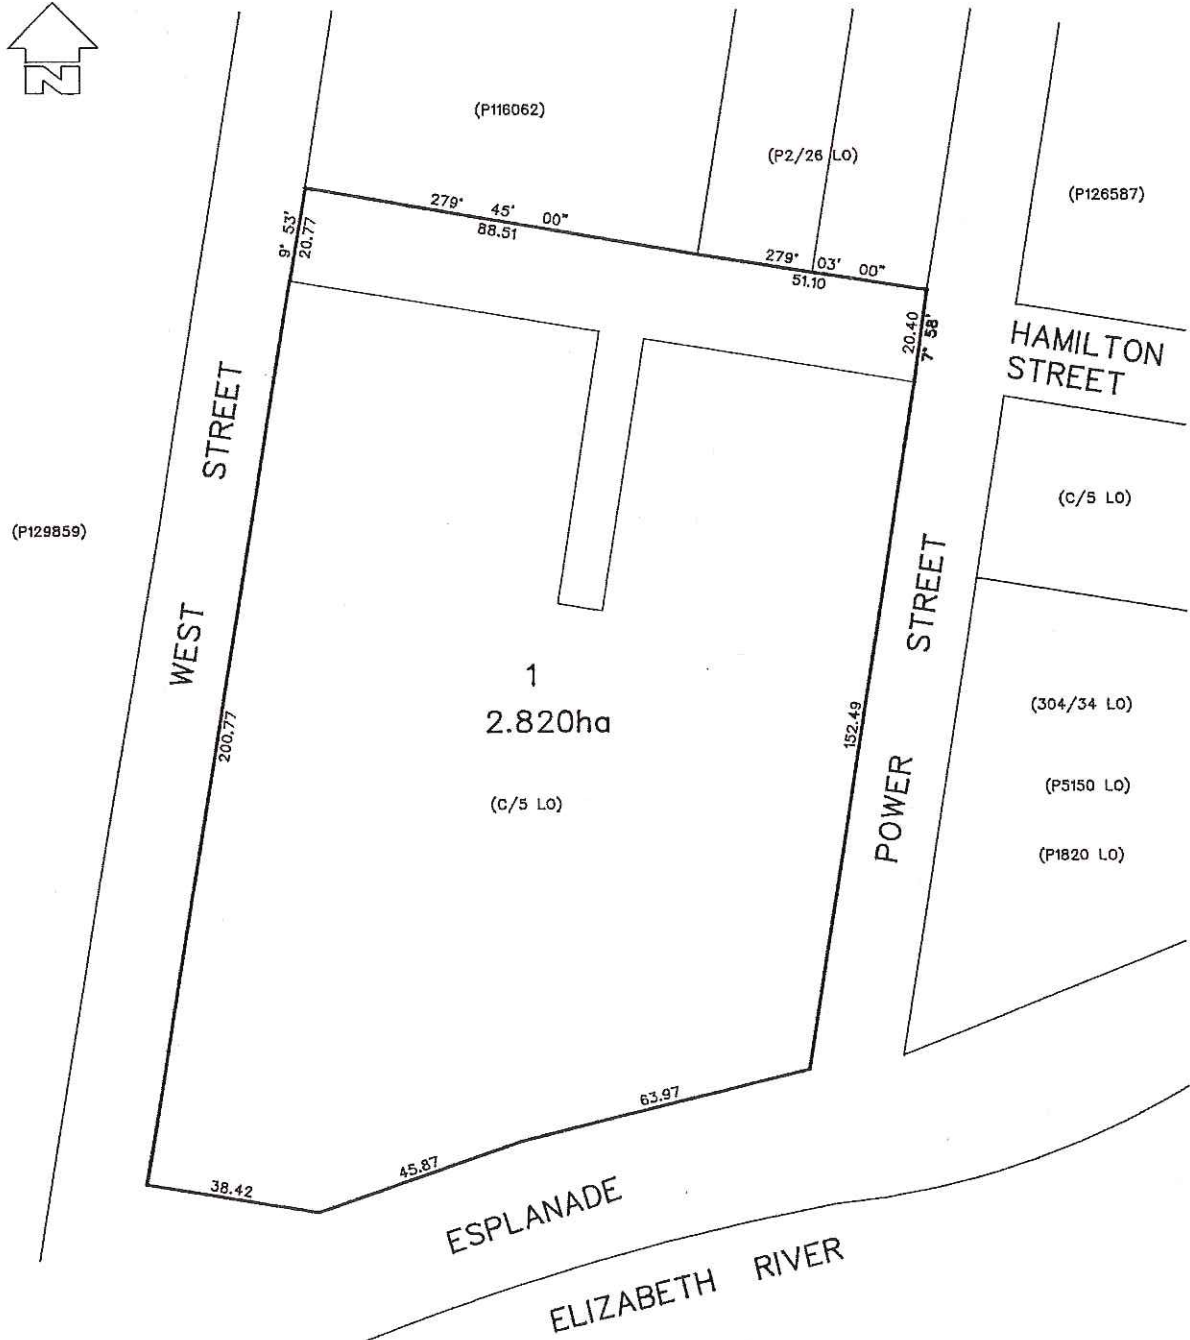 N
(P116062)
(P2/26 LO)
(P126587)
279° 45' 00"
88.51
279° 03' 00"
51.10
9° 53'
20.77
20.40
7° 58'
HAMILTON
STREET
WEST STREET
(C/5 LO)
(P129859)
POWER STREET
1
2.820ha
(C/5 LO)
200.77
152.49
(304/34 LO)
(P5150 LO)
(P1820 LO)
63.97
45.87
38.42
ESPLANADE
ELIZABETH RIVER